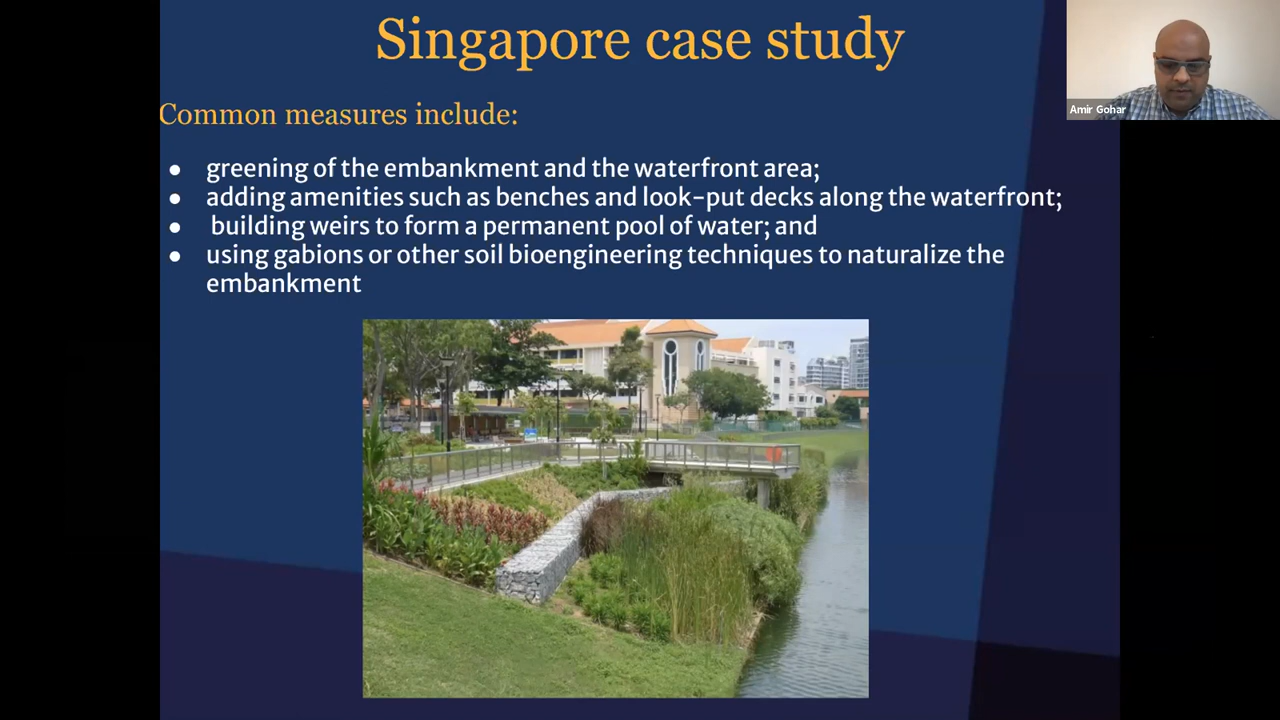 Singapore case study
Amir Gohar
Common measures include:
● greening of the embankment and the waterfront area;
● adding amenities such as benches and look-put decks along the waterfront;
● building weirs to form a permanent pool of water; and
● using gabions or other soil bioengineering techniques to naturalize the
embankment